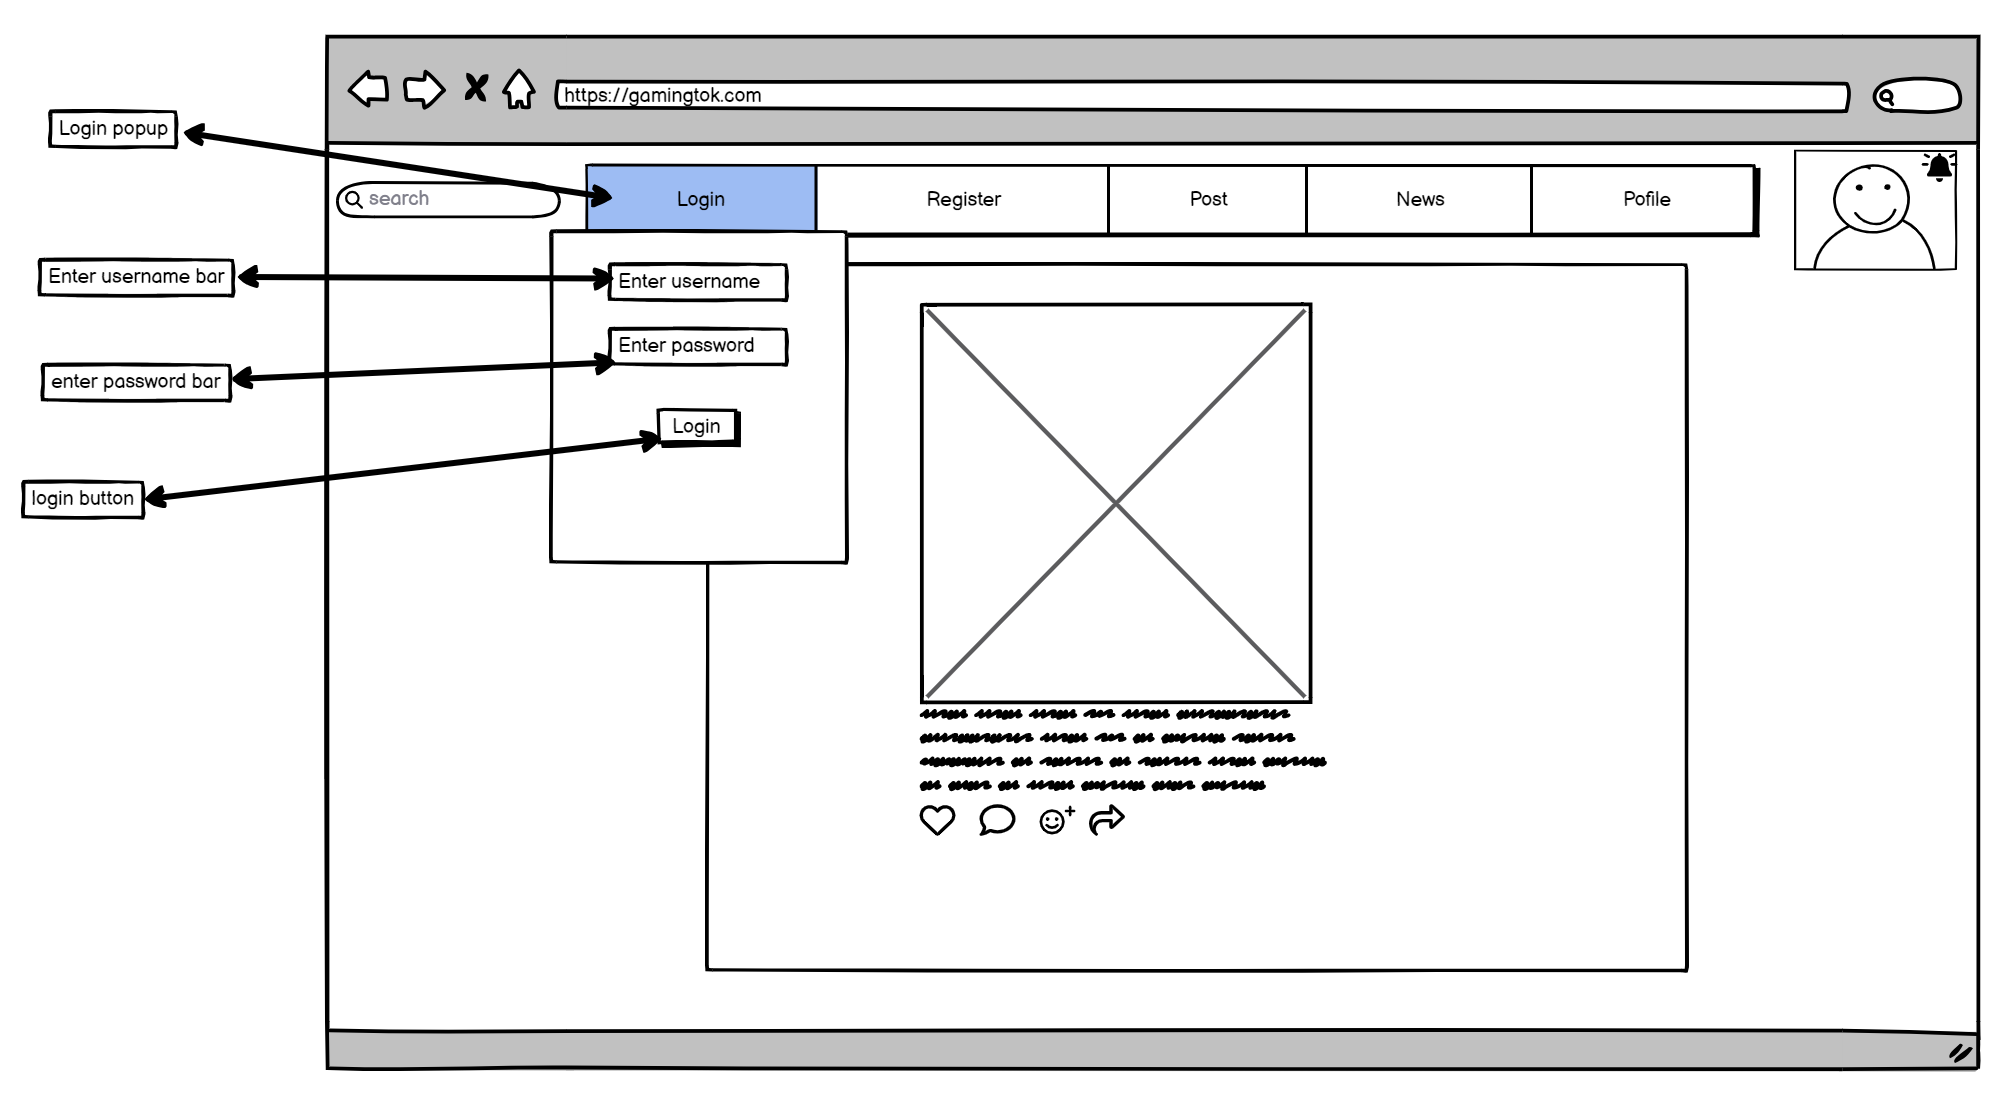 https://gamingtok.com
Login popup
search
Login
Register
Post
News
Pofile
Enter username bar
Enter username
enter password bar
Enter password
Login
login button